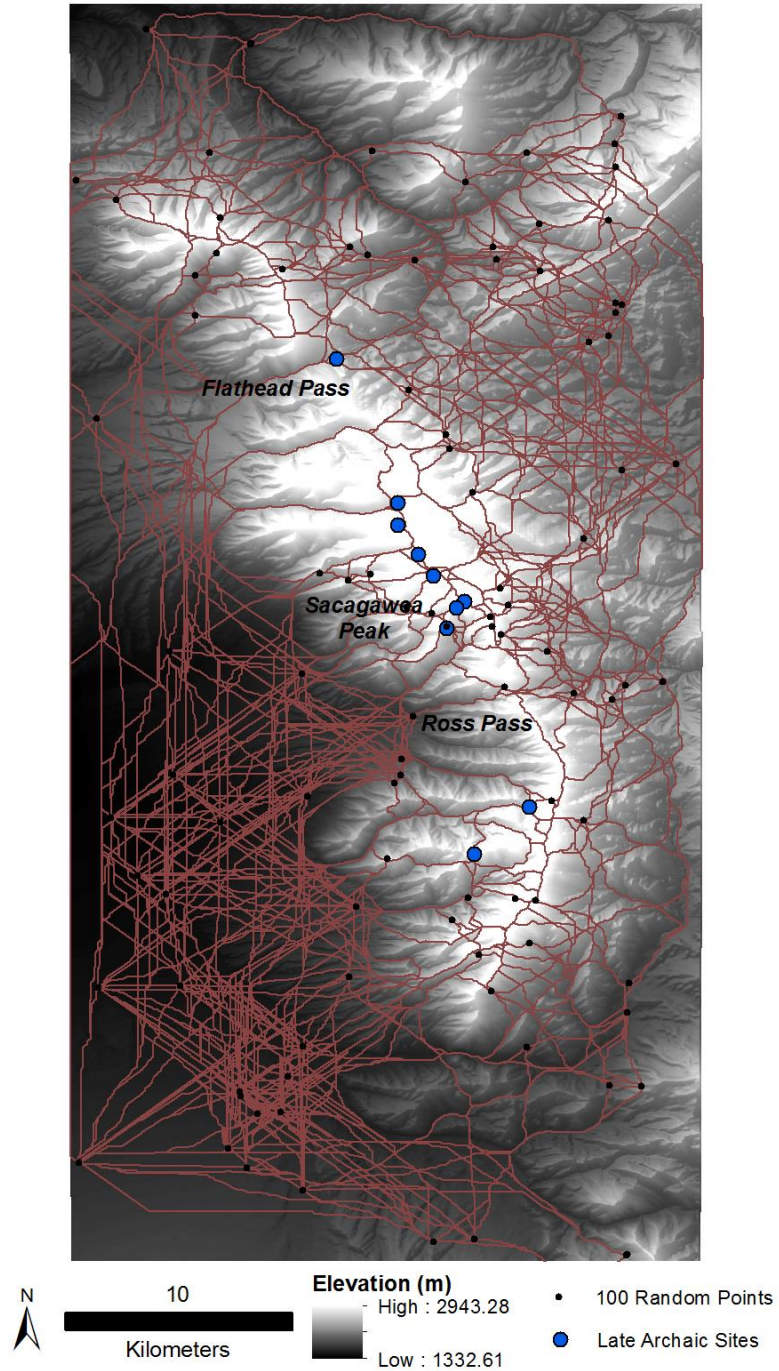 Flathead Pass
Sacagawea
Peak
Ross Pass
N
10
Kilometers
Elevation (m)
High : 2943.28
Low : 1332.61
100 Random Points
Late Archaic Sites